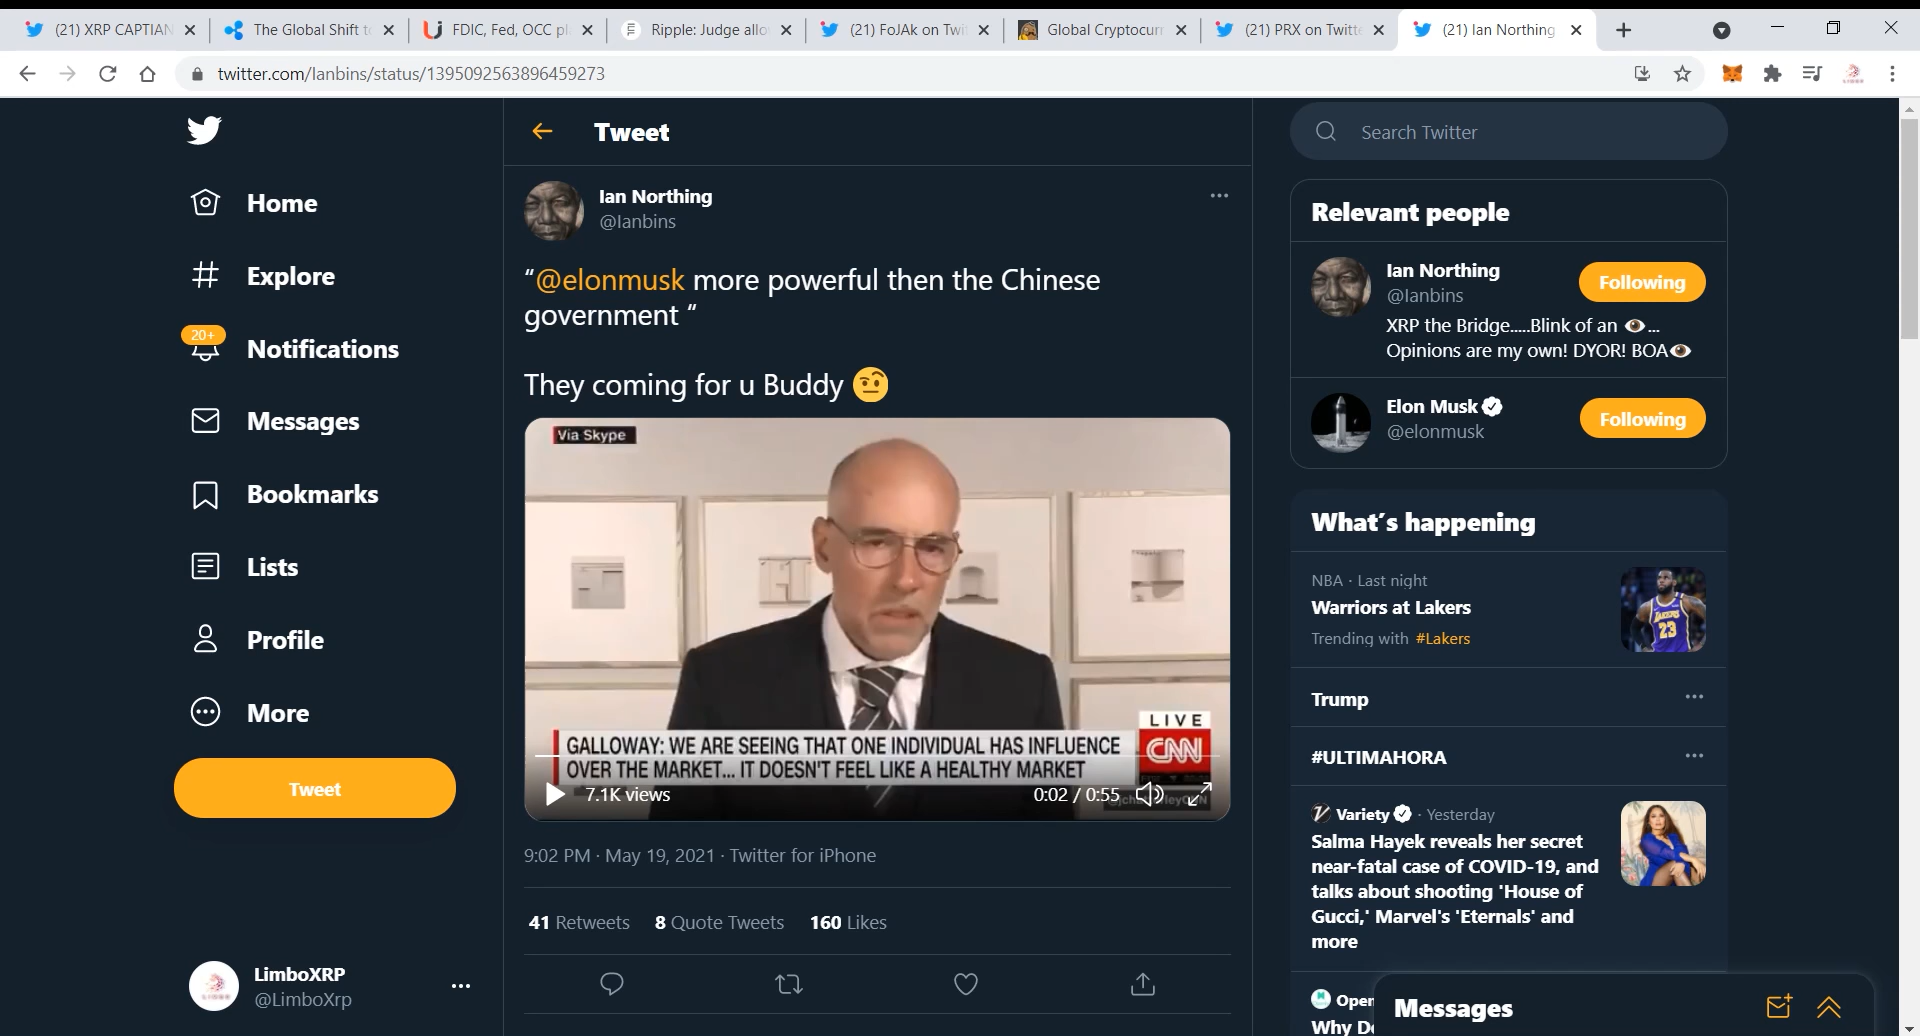 (21) XRP CAPTIAN
The Global Shift to
FDIC, Fed, OCC pl
Ripple: Judge allo
(21) FoJAk on Twi
Global Cryptocurr
(21) PRX on Twitte
(21) Ian Northing
twitter.com/Ianbins/status/1395092563896459273
Home
Explore
20+
Notifications
Messages
Bookmarks
Lists
Profile
More
Tweet
LimboXRP
@LimboXrp
Tweet
Ian Northing
@Ianbins
“@elonmusk more powerful then the Chinese
government “
They coming for u Buddy 🤨
Via Skype
LIVE
CNN
GALLOWAY: WE ARE SEEING THAT ONE INDIVIDUAL HAS INFLUENCE
OVER THE MARKET... IT DOESN'T FEEL LIKE A HEALTHY MARKET
7.1K views
0:02 / 0:55
9:02 PM · May 19, 2021 · Twitter for iPhone
41 Retweets 8 Quote Tweets 160 Likes
Search Twitter
Relevant people
Ian Northing
@Ianbins
Following
XRP the Bridge.....Blink of an 👁...
Opinions are my own! DYOR! BOA👁
Elon Musk
@elonmusk
Following
What’s happening
NBA · Last night
Warriors at Lakers
Trending with #Lakers
LAKERS
23
Trump
#ULTIMAHORA
Variety · Yesterday
Salma Hayek reveals her secret
near-fatal case of COVID-19, and
talks about shooting 'House of
Gucci,' Marvel's 'Eternals' and
more
Messages